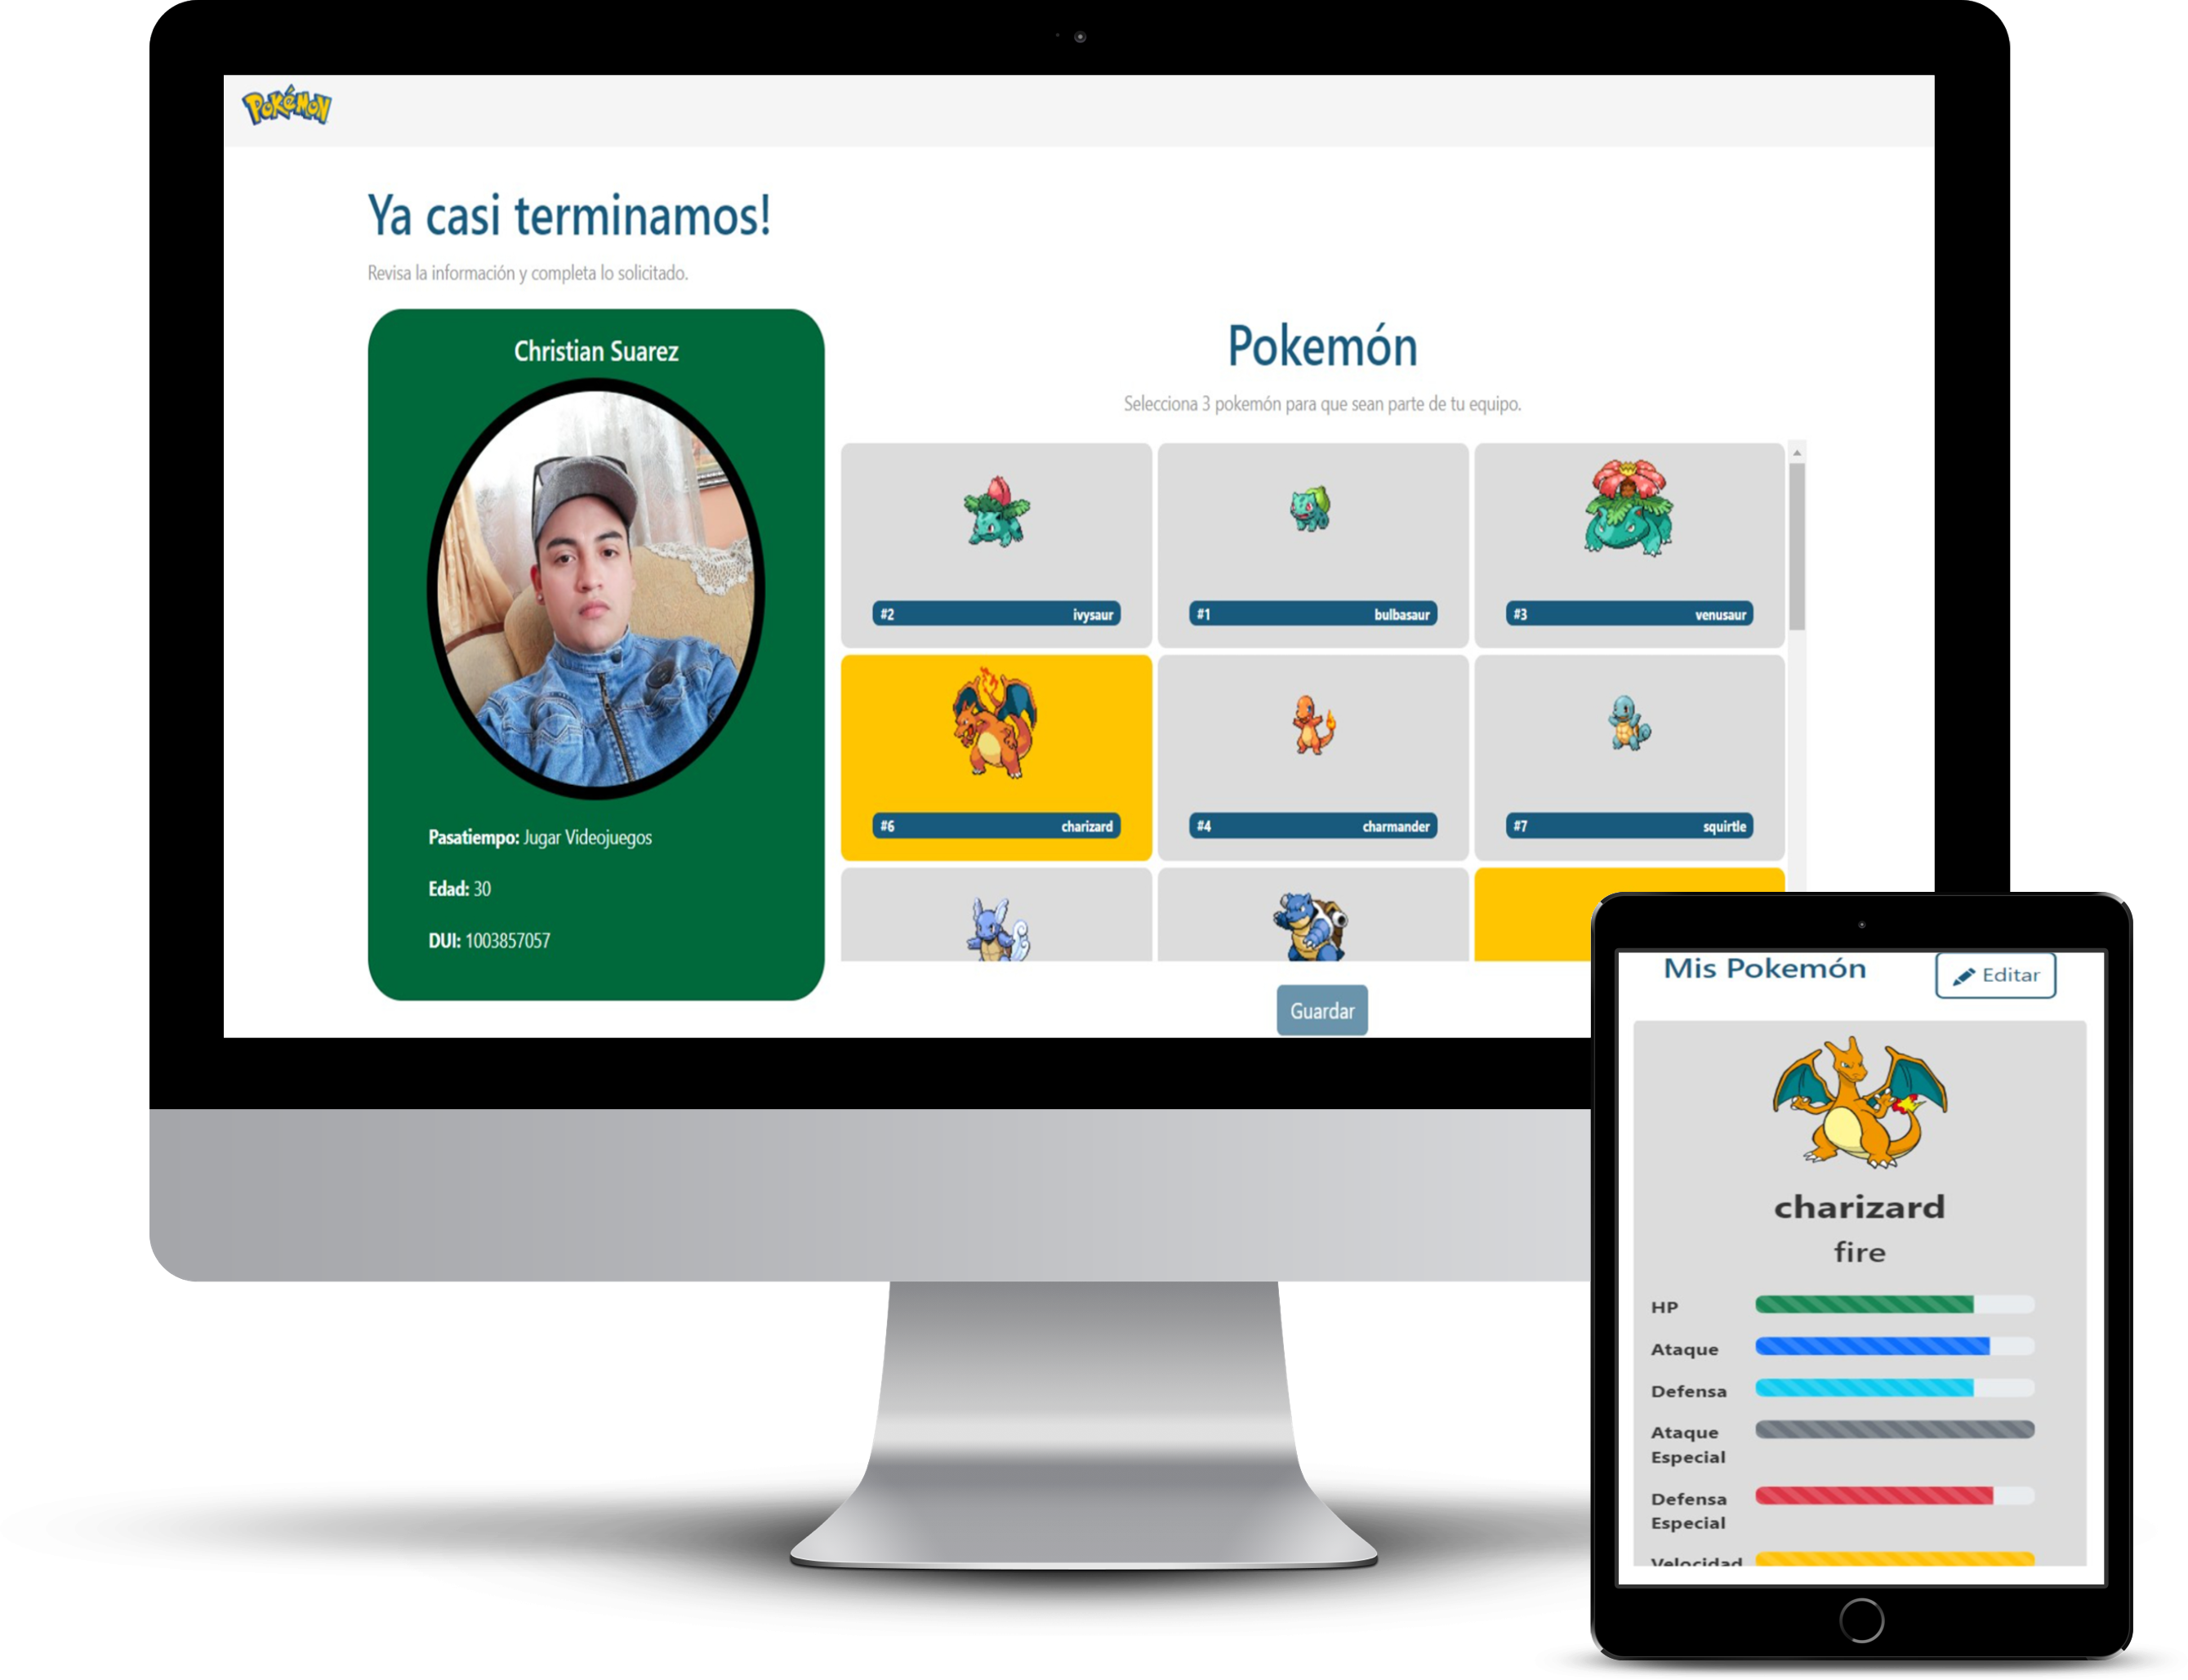 Pokémon
Ya casi terminamos!
Revisa la información y completa lo solicitado.
Christian Suarez
Pasatiempo: Jugar Videojuegos
Edad: 30
DUI: 1003857057
Pokemón
Selecciona 3 pokemón para que sean parte de tu equipo.
#2 ivysaur
#1 bulbasaur
#3 venusaur
#6 charizard
#4 charmander
#7 squirtle
Guardar
Mis Pokemón
Editar
charizard
fire
HP
Ataque
Defensa
Ataque
Especial
Defensa
Especial
Velocidad